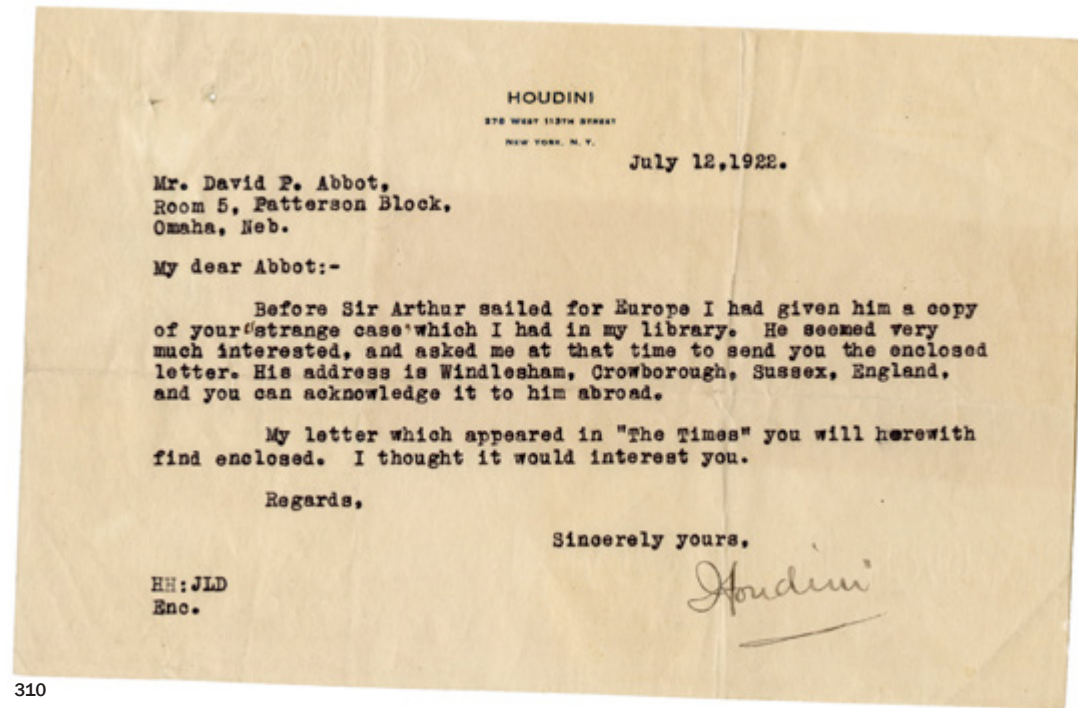 HOUDINI
278 WEST 113TH STREET
NEW YORK, N. Y.
July 12,1922.
Mr. David P. Abbot,
Room 5, Patterson Block,
Omaha, Neb.
My dear Abbot:-
Before Sir Arthur sailed for Europe I had given him a copy
of your "strange case" which I had in my library. He seemed very
much interested, and asked me at that time to send you the enclosed
letter. His address is Windlesham, Crowborough, Sussex, England,
and you can acknowledge it to him abroad.
My letter which appeared in "The Times" you will herewith
find enclosed. I thought it would interest you.
Regards,
Sincerely yours,
Houdini
HH:JLD
Enc.
310